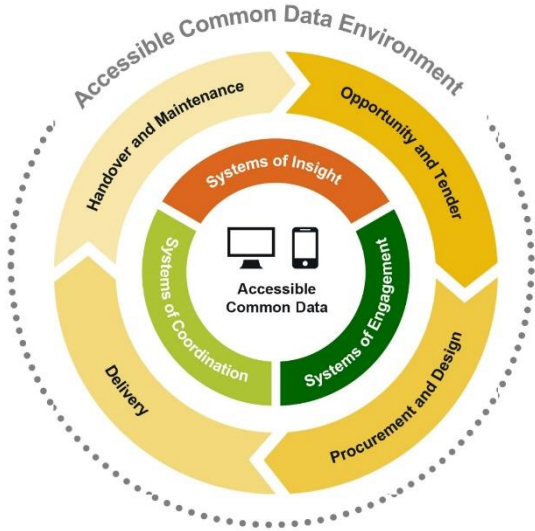 Accessible Common Data Environment
Opportunity and Tender
Procurement and Design
Delivery
Handover and Maintenance
Systems of Insight
Systems of Engagement
Systems of Coordination
Accessible
Common Data